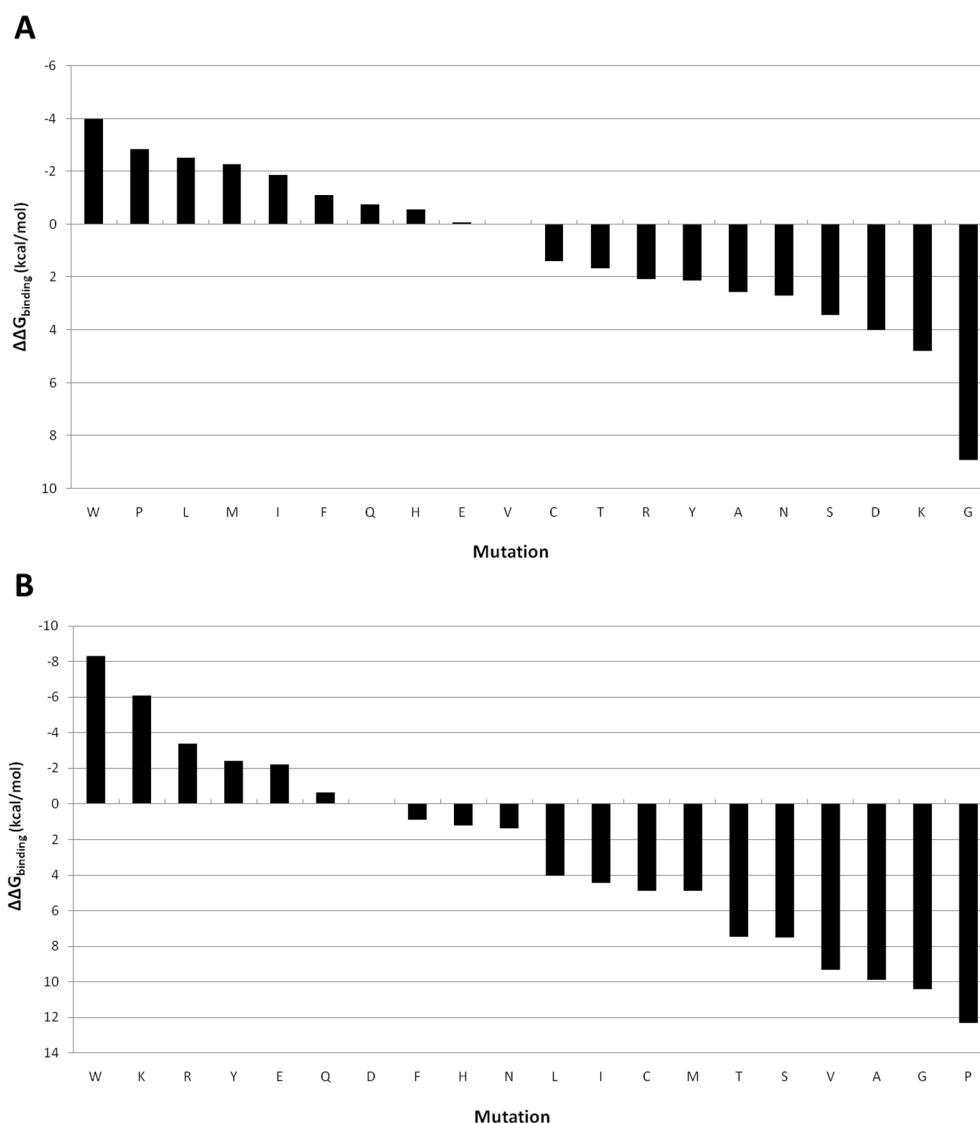 A
-6
-4
-2
0
2
4
6
8
10
ΔΔGbinding (kcal/mol)
W P L M I F Q H E V C T R Y A N S D K G
Mutation
B
-10
-8
-6
-4
-2
0
2
4
6
8
10
12
14
ΔΔGbinding (kcal/mol)
W K R Y E Q D F H N L I C M T S V A G P
Mutation